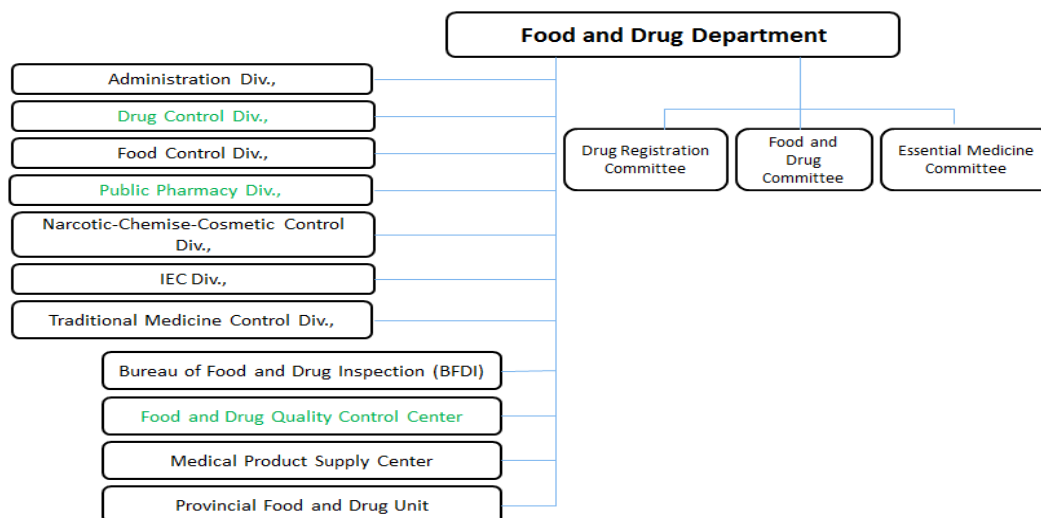 Food and Drug Department
Administration Div.,
Drug Control Div.,
Food Control Div.,
Public Pharmacy Div.,
Narcotic-Chemise-Cosmetic Control
Div.,
IEC Div.,
Traditional Medicine Control Div.,
Bureau of Food and Drug Inspection (BFDI)
Food and Drug Quality Control Center
Medical Product Supply Center
Provincial Food and Drug Unit
Drug Registration
Committee
Food and
Drug
Committee
Essential Medicine
Committee